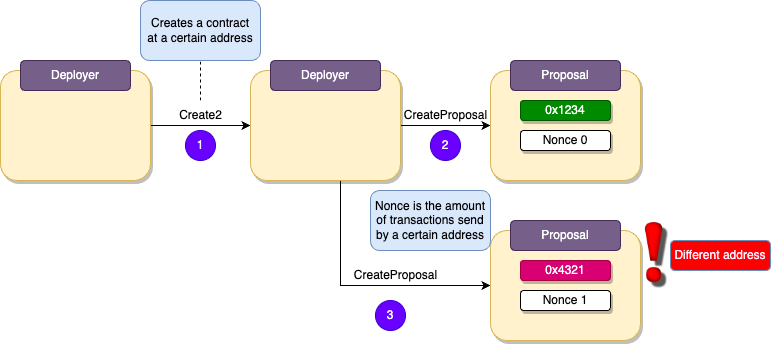 Creates a contract
at a certain address
Deployer
Deployer
Proposal
Create2
CreateProposal
0x1234
Nonce 0
1
2
Nonce is the amount
of transactions send
by a certain address
Proposal
!
Different address
CreateProposal
0x4321
Nonce 1
3